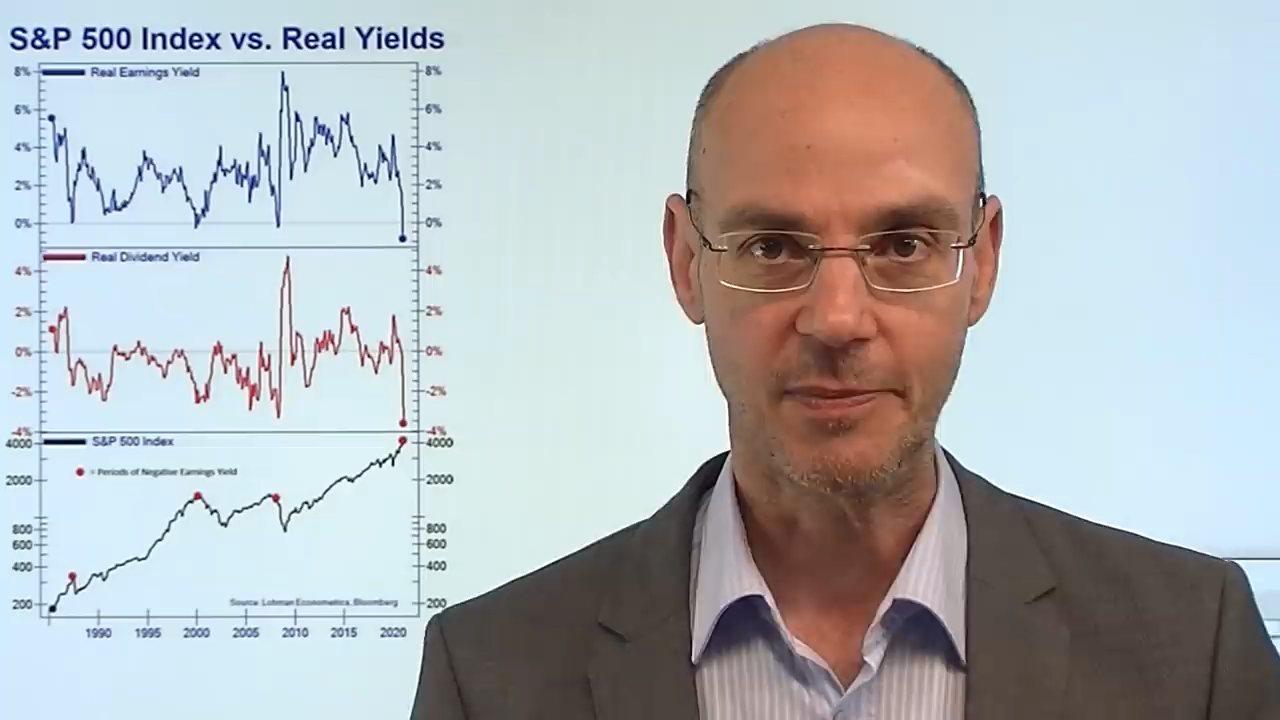 S&P 500 Index vs. Real Yields
8% Real Earnings Yield 8%
6% 6%
4% 4%
2% 2%
0% 0%
Real Dividend Yield
4% 4%
2% 2%
0% 0%
-2% -2%
-4% -4%
4000 S&P 500 Index 4000
= Periods of Negative Earnings Yield
2000 2000
800 800
600 600
400 400
200 Source: Lohman Econometrics, Bloomberg 200
1990 1995 2000 2005 2010 2015 2020